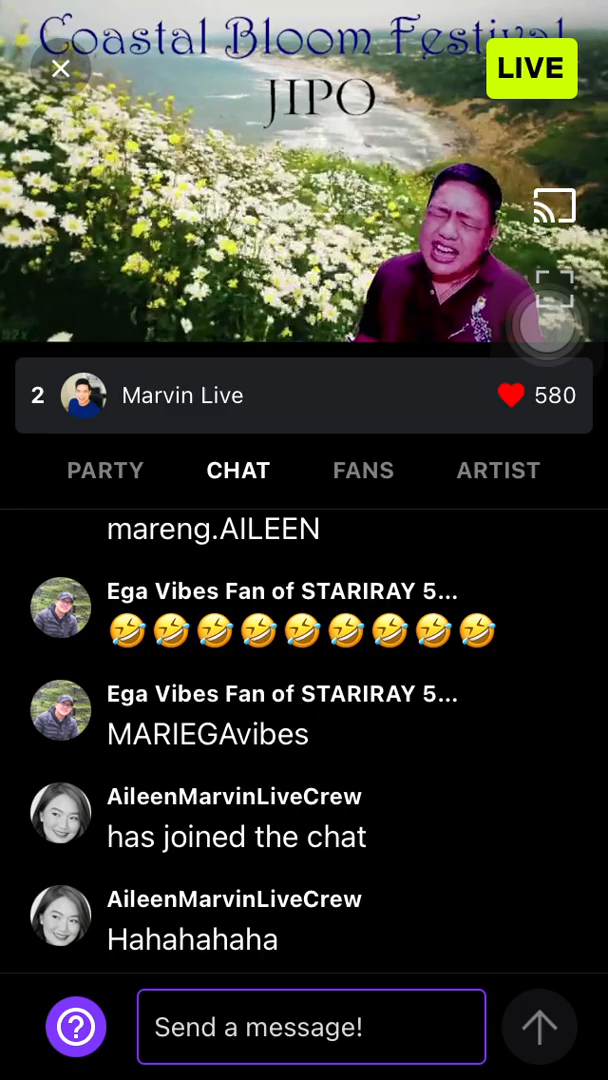 Coastal Bloom Festival
LIVE
JIPO
2 Marvin Live 580
PARTY CHAT FANS ARTIST
mareng.AILEEN
Ega Vibes Fan of STARIRAY 5...
🤣🤣🤣🤣🤣🤣🤣🤣🤣
Ega Vibes Fan of STARIRAY 5...
MARIEGAvibes
AileenMarvinLiveCrew
has joined the chat
AileenMarvinLiveCrew
Hahahahaha
Send a message!